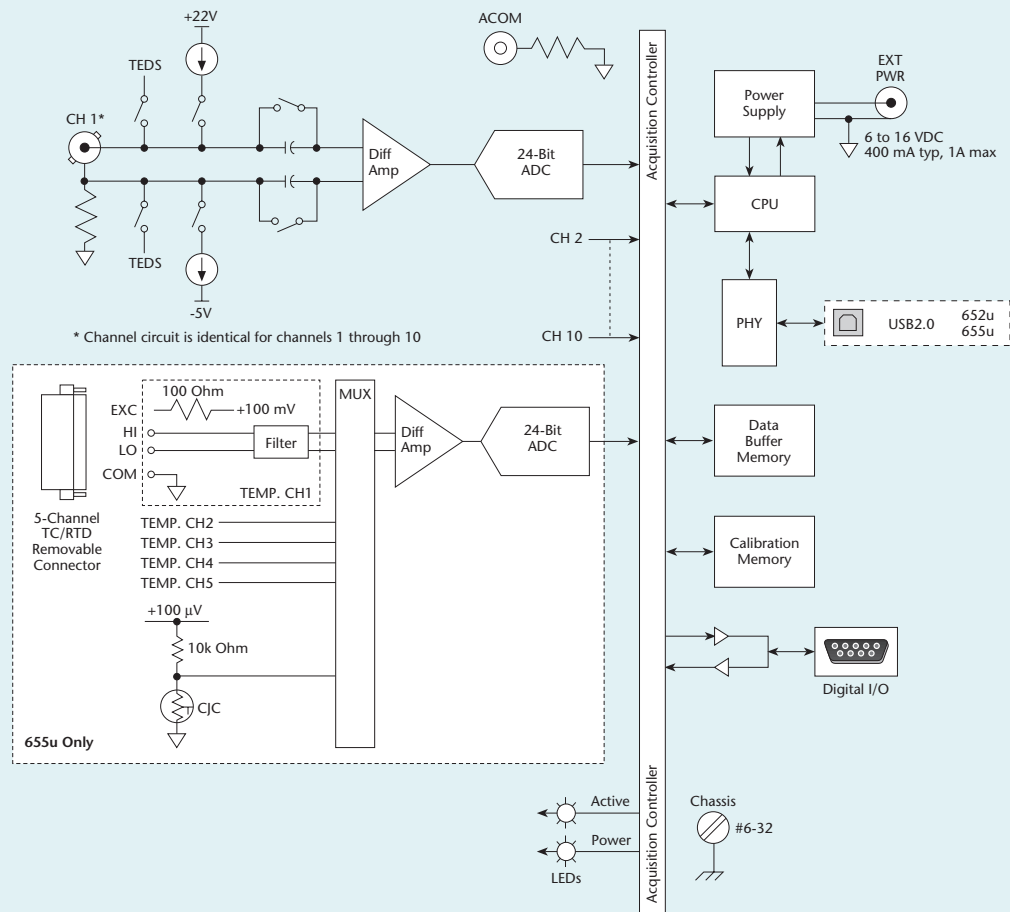 +22V
ACOM
TEDS
CH 1*
Diff
Amp
24-Bit
ADC
TEDS
-5V
* Channel circuit is identical for channels 1 through 10
CH 2
CH 10
Acquisition Controller
Power
Supply
EXT
PWR
6 to 16 VDC
400 mA typ, 1A max
CPU
PHY
USB2.0
652u
655u
Data
Buffer
Memory
Calibration
Memory
Digital I/O
5-Channel
TC/RTD
Removable
Connector
100 Ohm
EXC
+100 mV
HI
LO
Filter
COM
TEMP. CH1
MUX
Diff
Amp
24-Bit
ADC
TEMP. CH2
TEMP. CH3
TEMP. CH4
TEMP. CH5
+100 µV
10k Ohm
CJC
655u Only
Active
Power
LEDs
Acquisition Controller
Chassis
#6-32